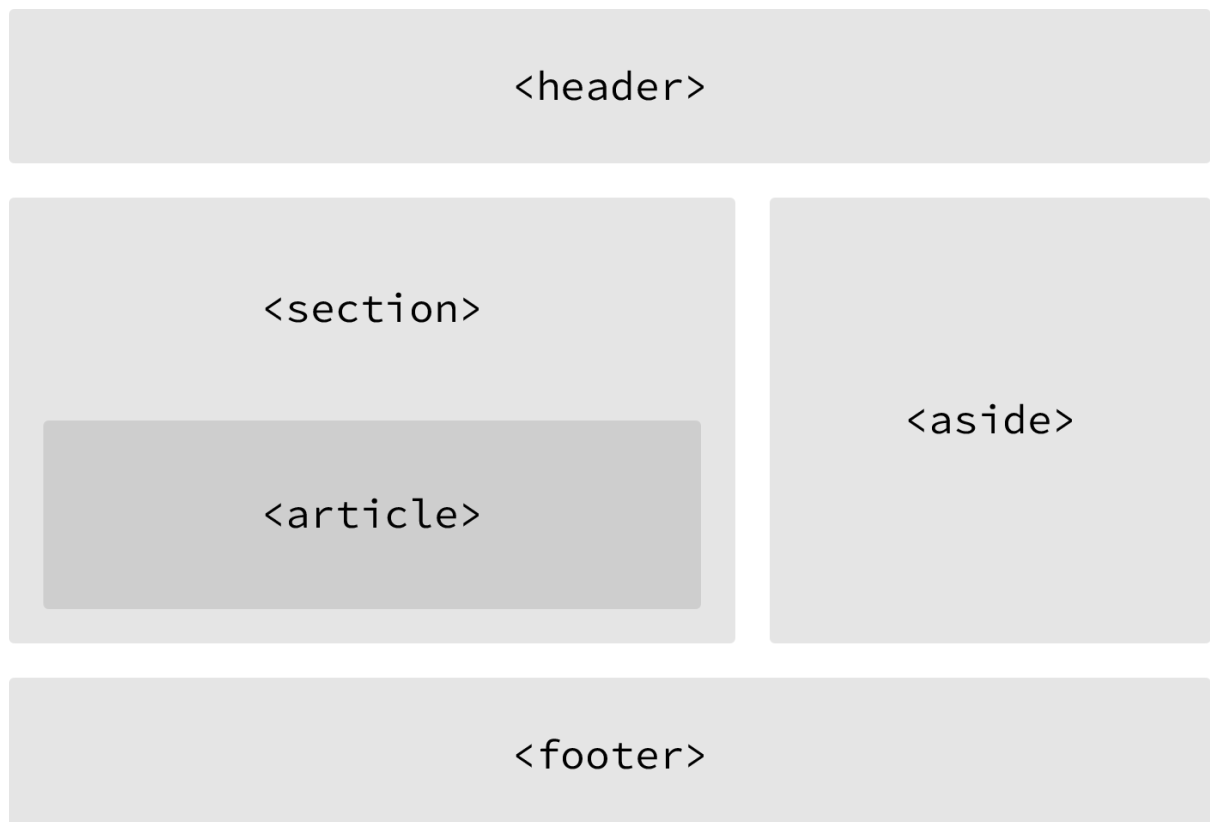 <header>
<section>
<article>
<aside>
<footer>